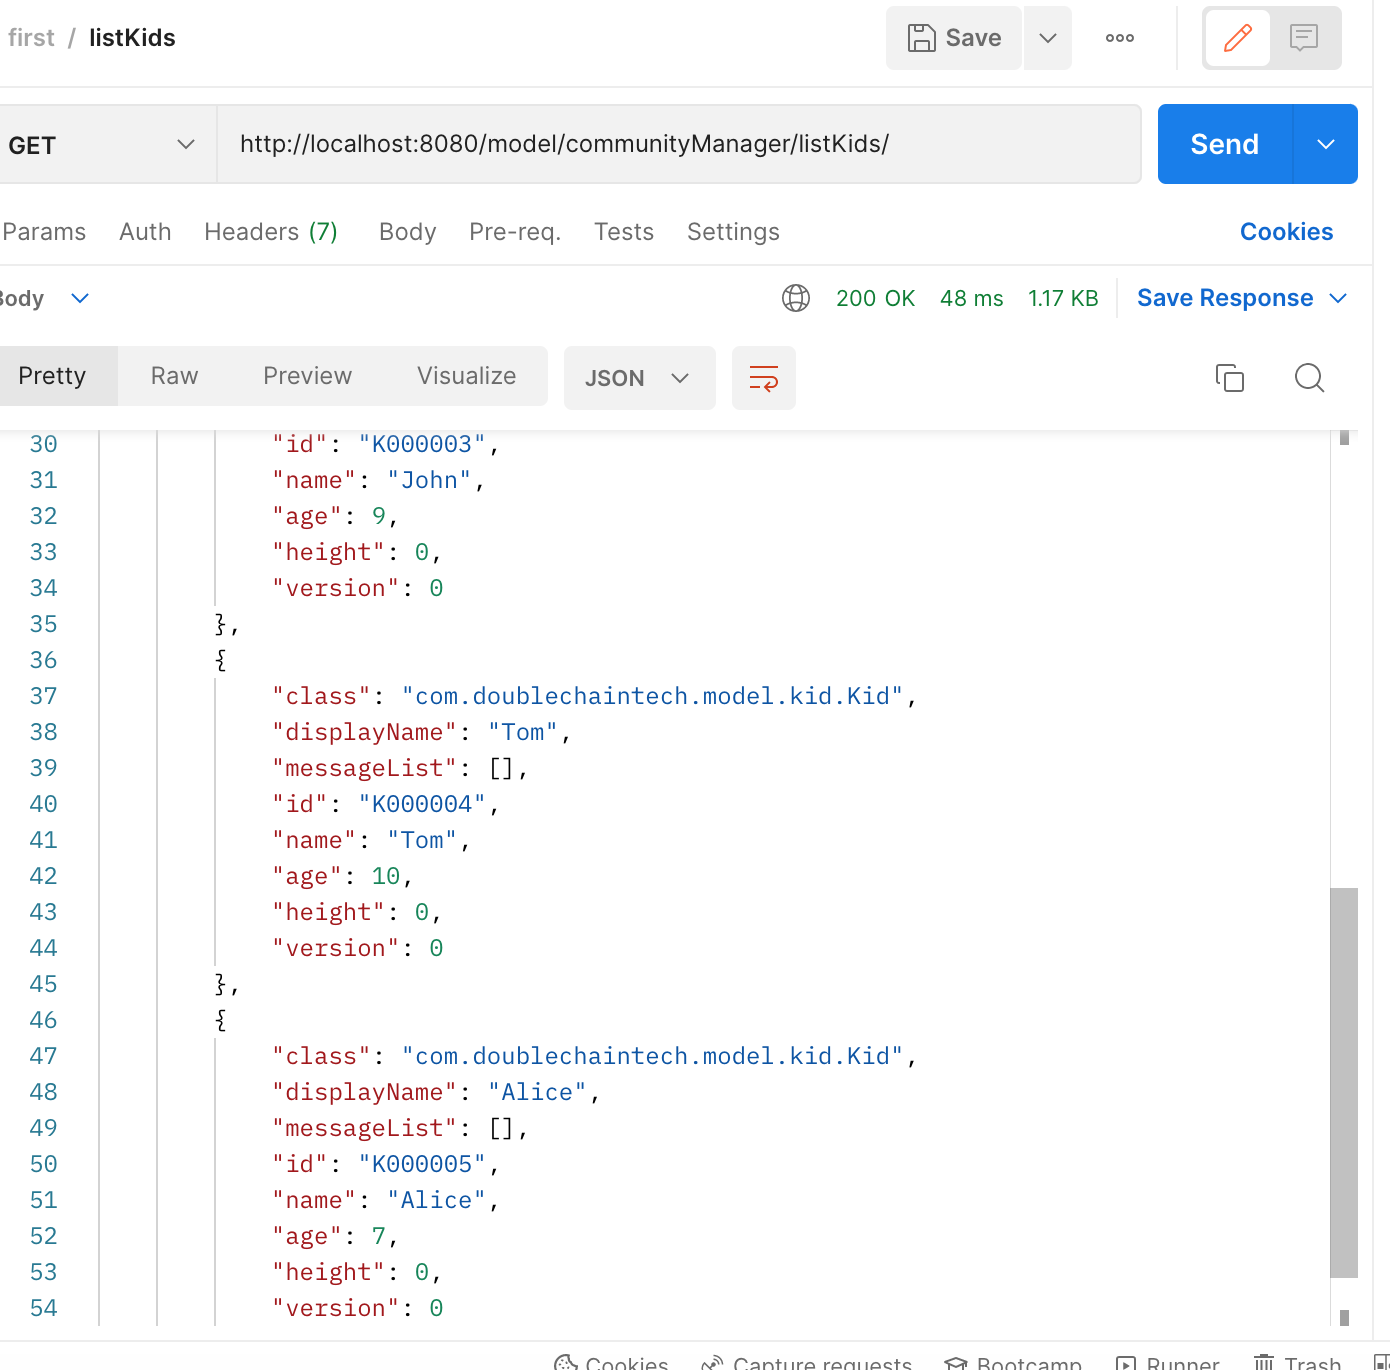 first / listKids
Save
GET
http://localhost:8080/model/communityManager/listKids/
Send
Params Auth Headers (7) Body Pre-req. Tests Settings Cookies
Body 200 OK 48 ms 1.17 KB Save Response
Pretty Raw Preview Visualize JSON
30 "id": "K000003",
31 "name": "John",
32 "age": 9,
33 "height": 0,
34 "version": 0
35 },
36 {
37 "class": "com.doublechaintech.model.kid.Kid",
38 "displayName": "Tom",
39 "messageList": [],
40 "id": "K000004",
41 "name": "Tom",
42 "age": 10,
43 "height": 0,
44 "version": 0
45 },
46 {
47 "class": "com.doublechaintech.model.kid.Kid",
48 "displayName": "Alice",
49 "messageList": [],
50 "id": "K000005",
51 "name": "Alice",
52 "age": 7,
53 "height": 0,
54 "version": 0
Cookies Capture requests Bootcamp Runner Trash